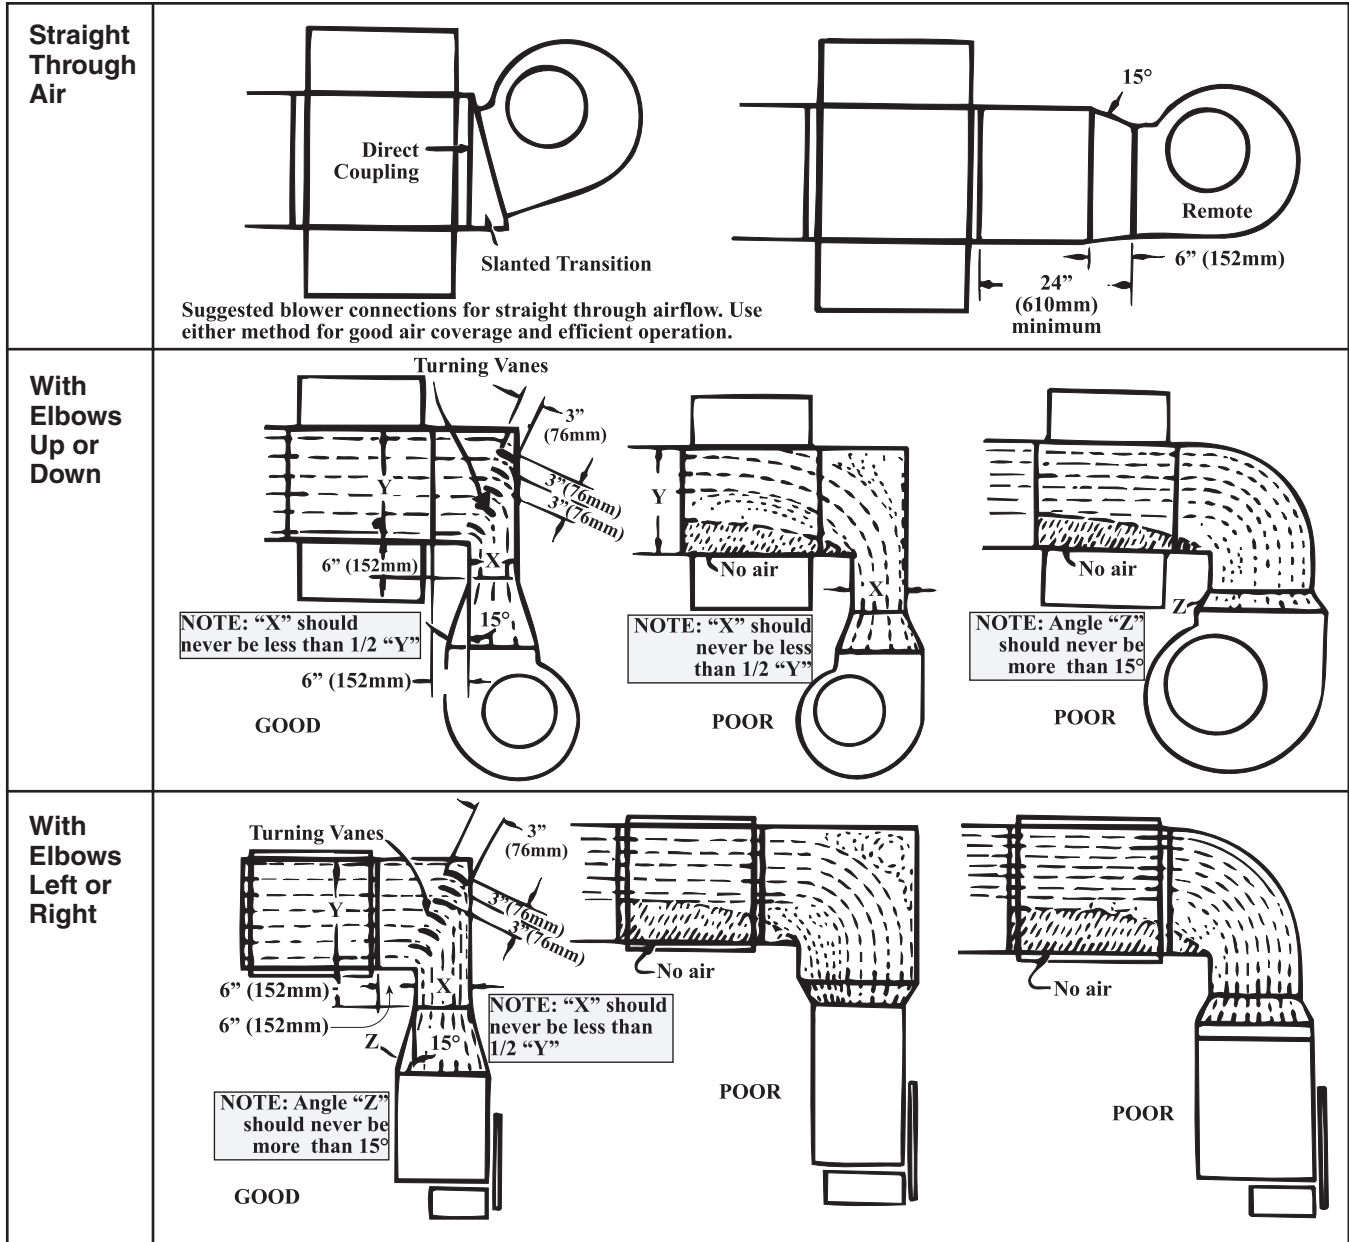 Straight
Through
Air
Direct
Coupling
Slanted Transition
15°
Remote
6” (152mm)
24”
(610mm)
minimum
Suggested blower connections for straight through airflow. Use
either method for good air coverage and efficient operation.
With
Elbows
Up or
Down
Turning Vanes
3”
(76mm)
3”(76mm)
3”(76mm)
Y
X
6” (152mm)
15°
NOTE: “X” should
never be less than 1/2 “Y”
6” (152mm)
GOOD
Y
No air
X
NOTE: “X” should
never be less
than 1/2 “Y”
POOR
No air
Z
NOTE: Angle “Z”
should never be
more than 15°
POOR
With
Elbows
Left or
Right
Turning Vanes
3”
(76mm)
3”(76mm)
3”(76mm)
Y
X
6” (152mm)
6” (152mm)
Z
15°
NOTE: “X” should
never be less than
1/2 “Y”
NOTE: Angle “Z”
should never be
more than 15°
GOOD
No air
POOR
No air
POOR